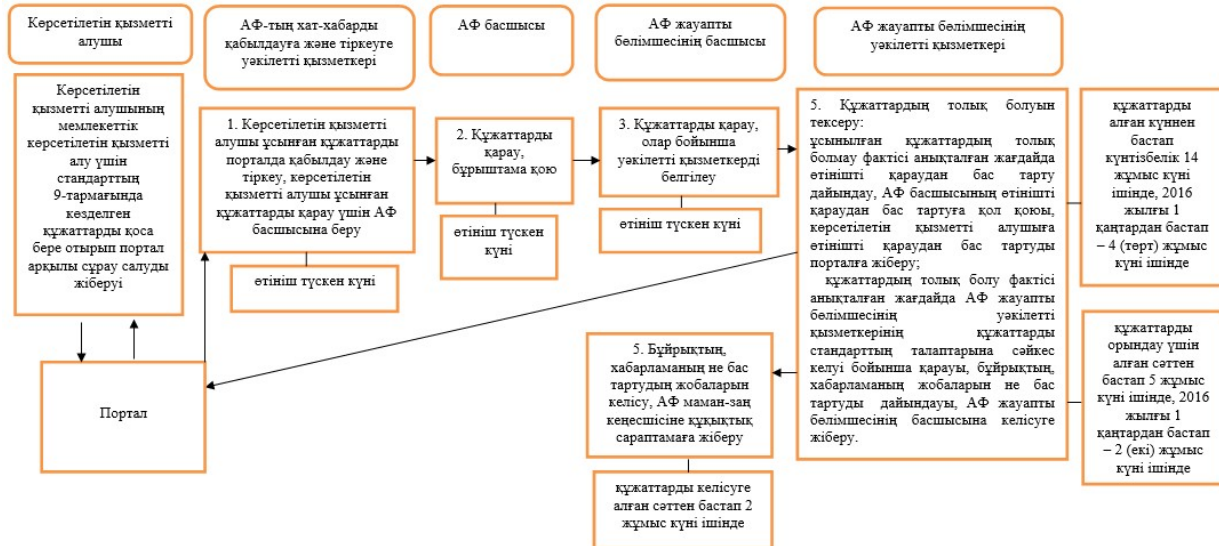 Көрсетілетін қызметті
алушы
АФ-тың хат-хабарды
қабылдауға және тіркеуге
уәкілетті қызметкері
АФ басшысы
АФ жауапты
бөлімшесінің басшысы
АФ жауапты бөлімшесінің
уәкілетті қызметкері
Көрсетілетін
қызметті алушының
мемлекеттік
көрсетілетін қызметті
алу үшін
стандарттың
9-тармағында
көзделген
құжаттарды қоса
бере отырып портал
арқылы сұрау салуды
жіберуі
1. Көрсетілетін қызметті
алушы ұсынған құжаттарды
порталда қабылдау және
тіркеу, көрсетілетін
қызметті алушы ұсынған
құжаттарды қарау үшін АФ
басшысына беру
өтініш түскен күні
2. Құжаттарды
қарау,
бұрыштама қою
өтініш түскен
күні
3. Құжаттарды қарау,
олар бойынша
уәкілетті қызметкерді
белгілеу
өтініш түскен күні
5. Құжаттардың толық болуын
тексеру:
ұсынылған құжаттардың толық
болмау фактісі анықталған жағдайда
өтінішті қараудан бас тарту
дайындау, АФ басшысының өтінішті
қараудан бас тартуға қол қоюы,
көрсетілетін қызметті алушыға
өтінішті қараудан бас тартуды
порталға жіберу;
құжаттардың толық болу фактісі
анықталған жағдайда АФ жауапты
бөлімшесінің уәкілетті
қызметкерінің құжаттарды
стандарттың талаптарына сәйкес
келуі бойынша қарауы, бұйрықтың,
хабарламаның жобаларын не бас
тартуды дайындауы, АФ жауапты
бөлімшесінің басшысына келісуге
жіберу.
құжаттарды
алған күннен
бастап
күнтізбелік 14
жұмыс күні
ішінде, 2016
жылғы 1
қаңтардан бастап
– 4 (төрт) жұмыс
күні ішінде
құжаттарды
орындау үшін
алған сәттен
бастап 5 жұмыс
күні ішінде, 2016
жылғы 1
қаңтардан бастап
– 2 (екі) жұмыс
күні ішінде
Портал
5. Бұйрықтың,
хабарламаның не бас
тартудың жобаларын
келісу, АФ маман-заң
кеңесшісіне құқықтық
сараптамаға жіберу
құжаттарды келісуге
алған сәттен бастап 2
жұмыс күні ішінде